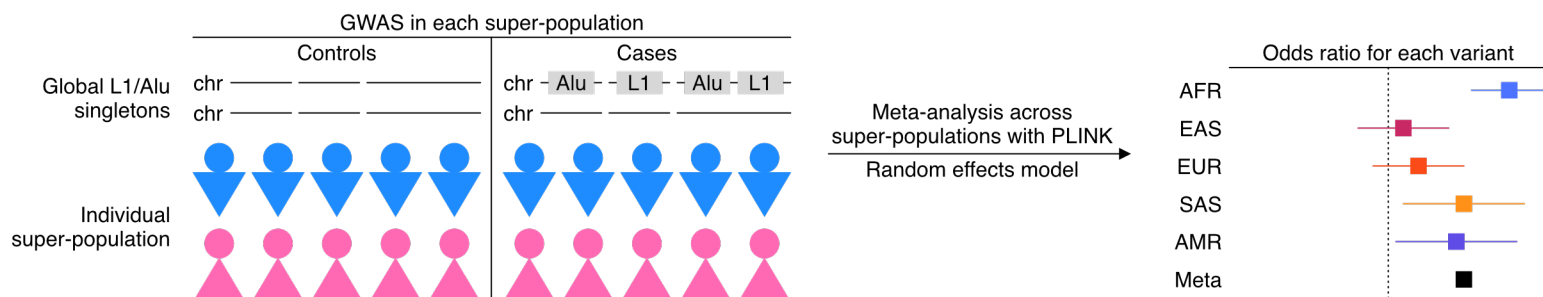 GWAS in each super-population
Controls
Cases
Global L1/Alu
singletons
chr
chr
chr Alu L1 Alu L1
chr
Individual
super-population
Meta-analysis across
super-populations with PLINK
Random effects model
Odds ratio for each variant
AFR
EAS
EUR
SAS
AMR
Meta